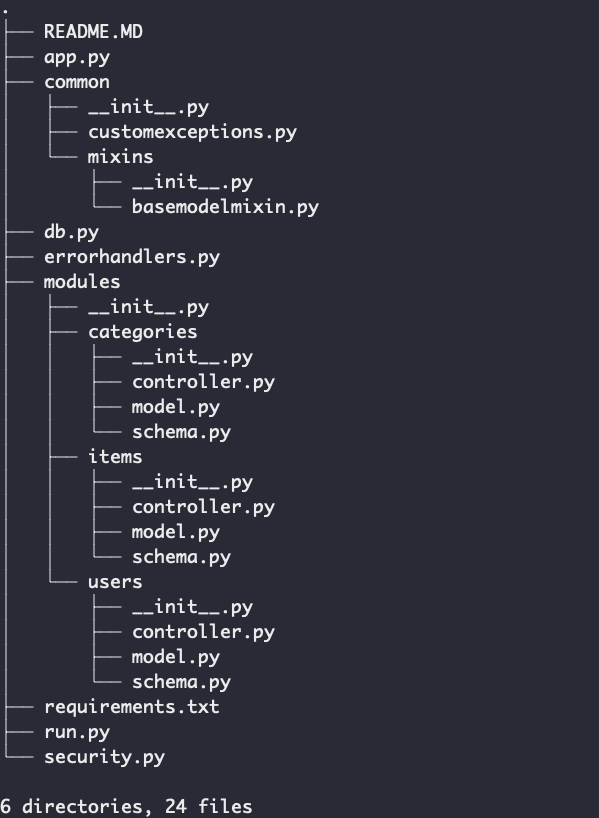 .
├── README.MD
├── app.py
├── common
│   ├── __init__.py
│   ├── customexceptions.py
│   └── mixins
│       ├── __init__.py
│       └── basemodelmixin.py
├── db.py
├── errorhandlers.py
├── modules
│   ├── __init__.py
│   ├── categories
│   │   ├── __init__.py
│   │   ├── controller.py
│   │   ├── model.py
│   │   └── schema.py
│   ├── items
│   │   ├── __init__.py
│   │   ├── controller.py
│   │   ├── model.py
│   │   └── schema.py
│   └── users
│       ├── __init__.py
│       ├── controller.py
│       ├── model.py
│       └── schema.py
├── requirements.txt
├── run.py
└── security.py
6 directories, 24 files